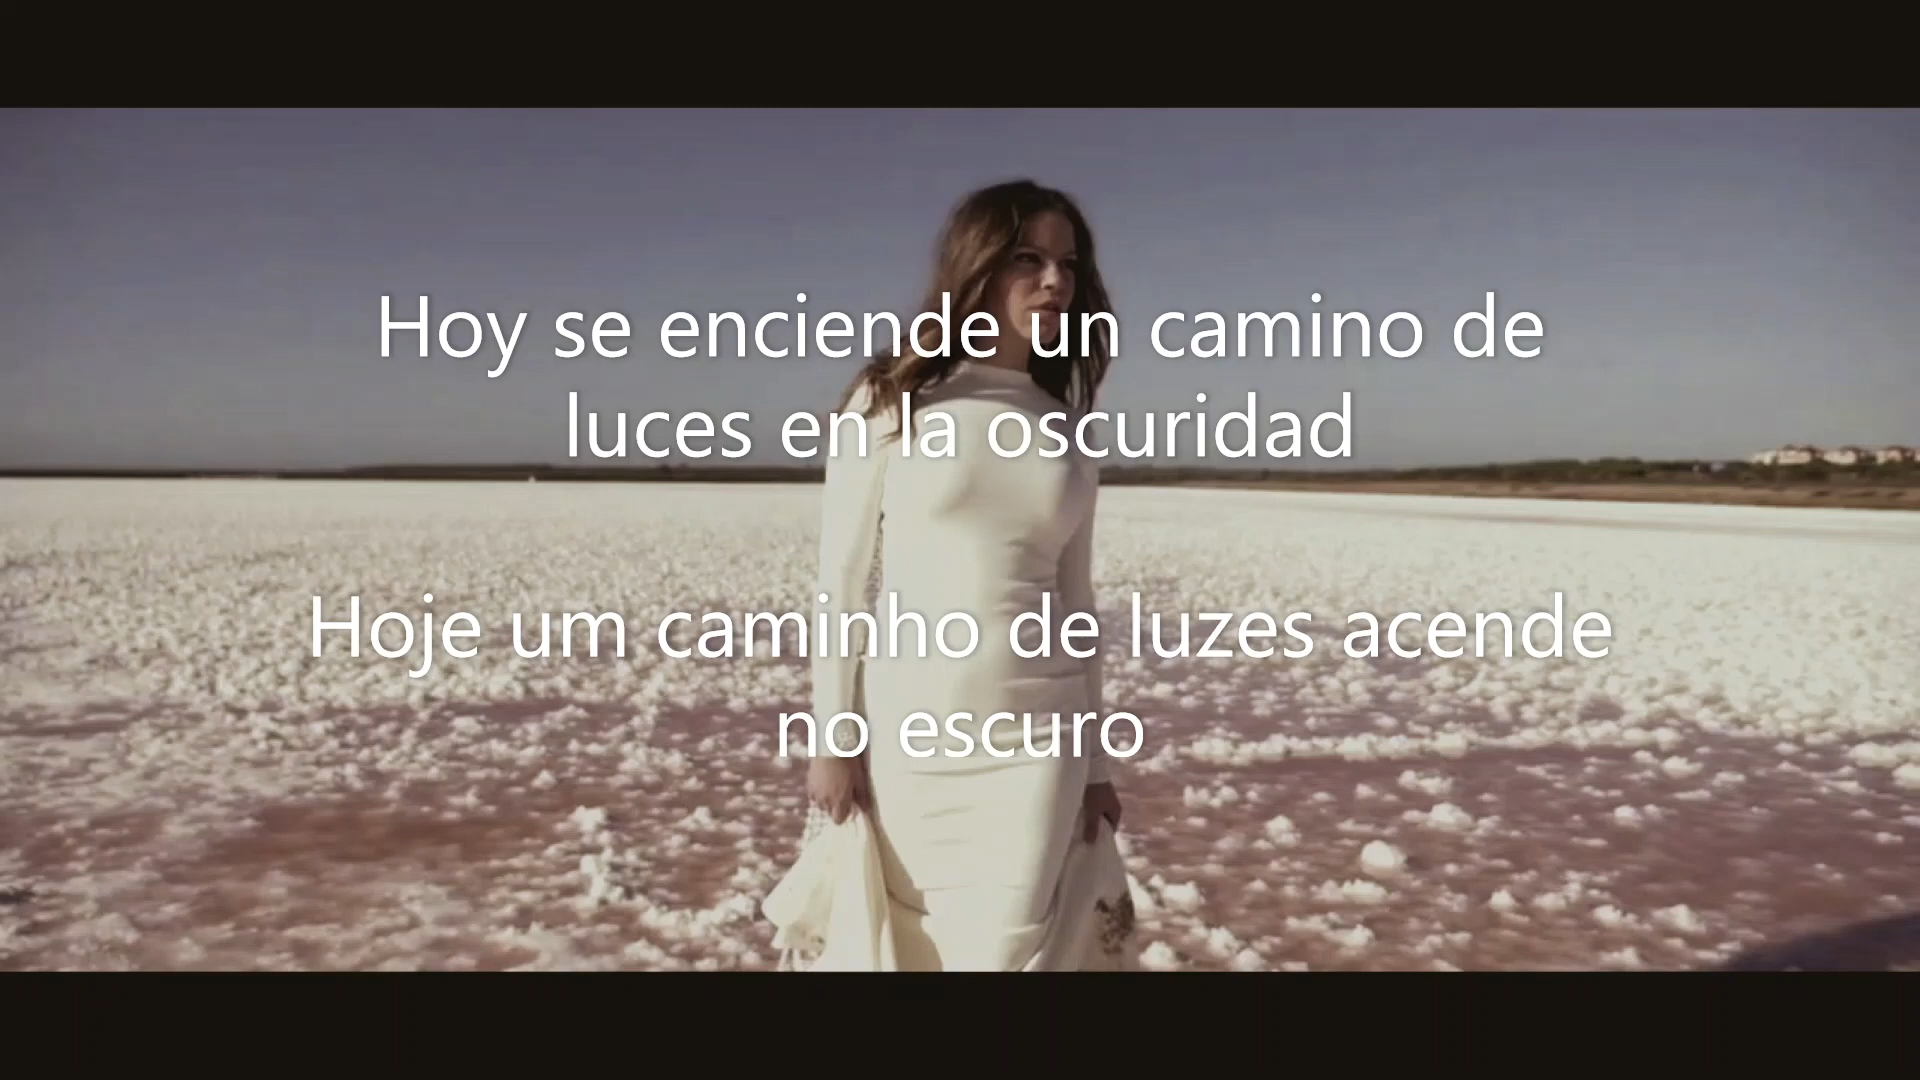 Hoy se enciende un camino de
luces en la oscuridad
Hoje um caminho de luzes acende
no escuro